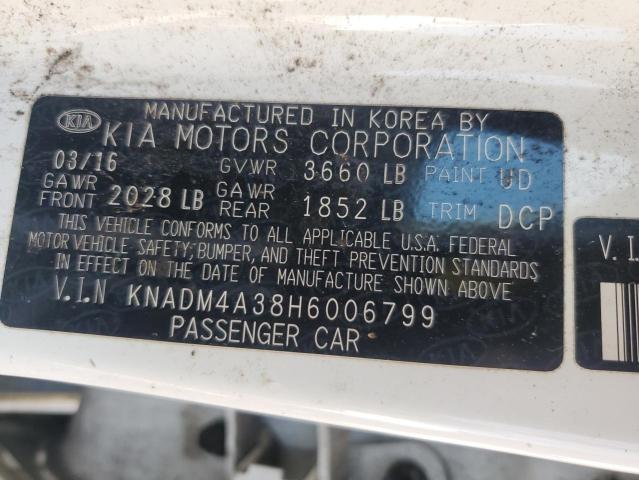 MANUFACTURED IN KOREA BY
KIA KIA MOTORS CORPORATION
03/16 GVWR 3660 LB PAINT UD
GAWR FRONT 2028 LB GAWR REAR 1852 LB TRIM DCP
THIS VEHICLE CONFORMS TO ALL APPLICABLE U.S.A. FEDERAL
MOTOR VEHICLE SAFETY, BUMPER, AND THEFT PREVENTION STANDARDS
IN EFFECT ON THE DATE OF MANUFACTURE SHOWN ABOVE
V.I.N KNADM4A38H6006799
PASSENGER CAR
V.I